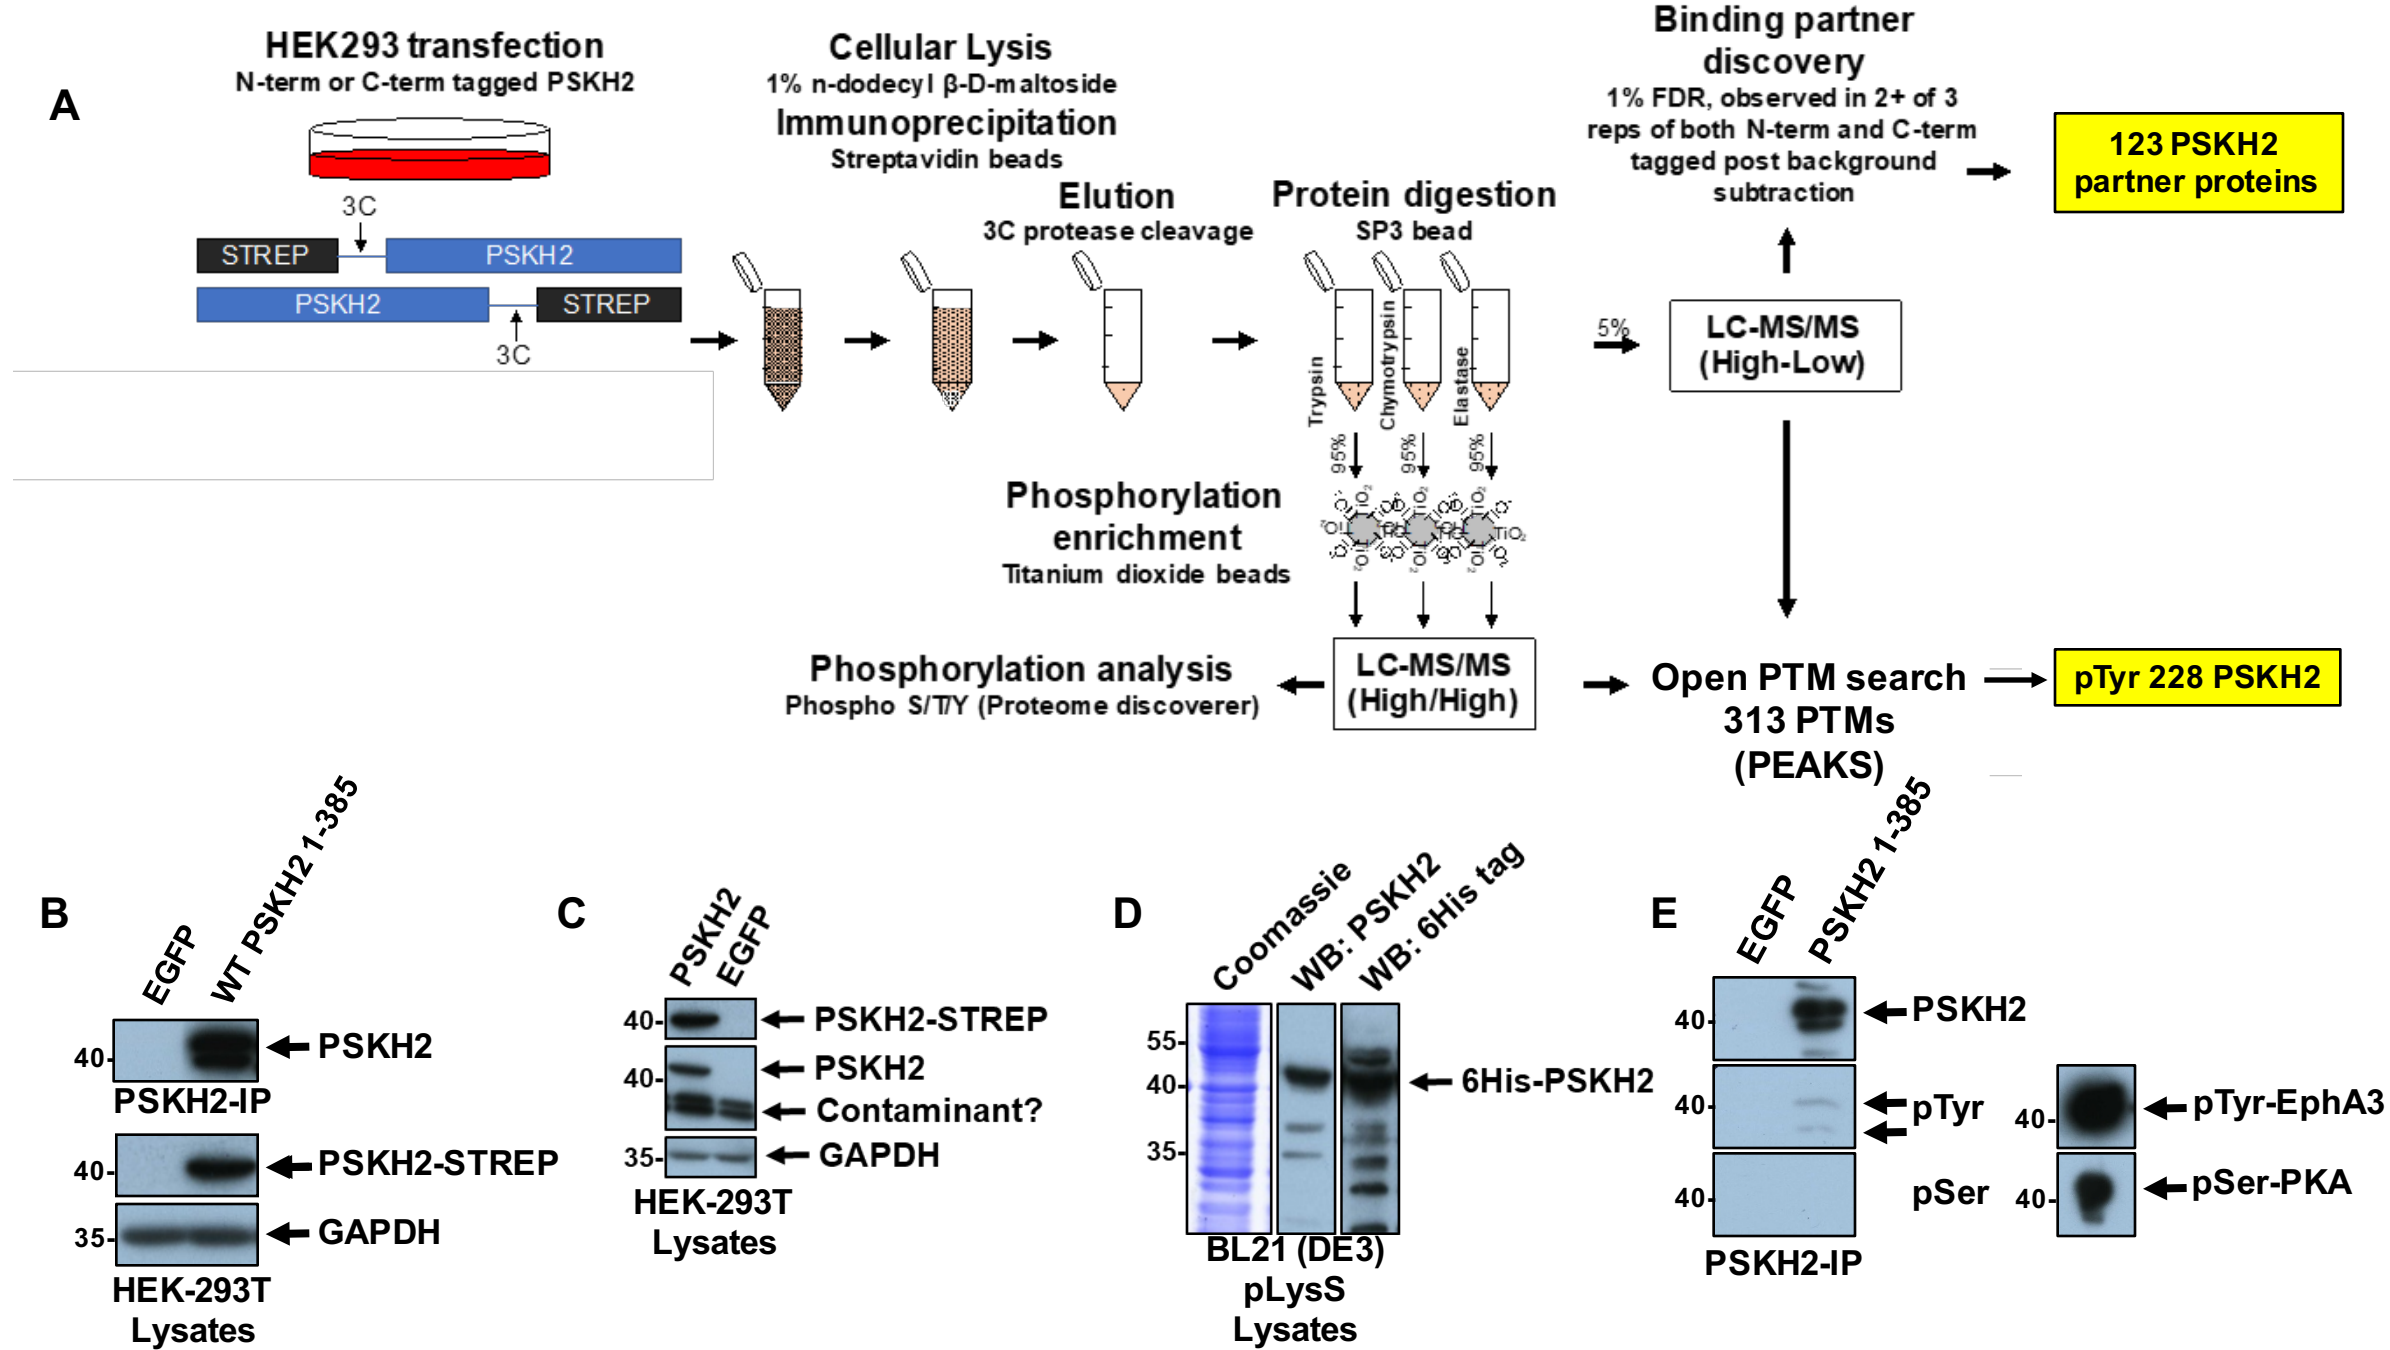 A
HEK293 transfection
N-term or C-term tagged PSKH2
3C
STREP
PSKH2
PSKH2
STREP
3C
Cellular Lysis
1% n-dodecyl β-D-maltoside
Immunoprecipitation
Streptavidin beads
Elution
3C protease cleavage
Protein digestion
SP3 bead
Trypsin
Chymotrypsin
Elastase
95%
95%
95%
5%
LC-MS/MS
(High-Low)
Binding partner
discovery
1% FDR, observed in 2+ of 3
reps of both N-term and C-term
tagged post background
subtraction
123 PSKH2
partner proteins
Phosphorylation
enrichment
Titanium dioxide beads
TiO2
TiO2
TiO2
TiO2
Phosphorylation analysis
Phospho S/T/Y (Proteome discoverer)
LC-MS/MS
(High/High)
Open PTM search
313 PTMs
(PEAKS)
pTyr 228 PSKH2
B
EGFP
WT PSKH2 1-385
40-
PSKH2
PSKH2-IP
40-
PSKH2-STREP
35-
GAPDH
HEK-293T
Lysates
C
PSKH2
EGFP
40-
PSKH2-STREP
40-
PSKH2
Contaminant?
35-
GAPDH
HEK-293T
Lysates
D
Coomassie
WB: PSKH2
WB: 6His tag
55-
40-
35-
6His-PSKH2
BL21 (DE3)
pLysS
Lysates
E
EGFP
PSKH2 1-385
40-
PSKH2
40-
pTyr
40-
pTyr-EphA3
40-
pSer
40-
pSer-PKA
PSKH2-IP